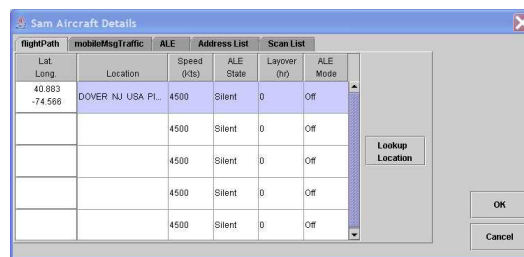 Sam Aircraft Details
flightPath mobileMsgTraffic ALE Address List Scan List
Lat. Long. Location Speed (Kts) ALE State Layover (hr) ALE Mode
40.883 -74.566 DOVER NJ USA PI... 4500 Silent 0 Off
4500 Silent 0 Off
4500 Silent 0 Off
4500 Silent 0 Off
4500 Silent 0 Off
Lookup Location
OK
Cancel